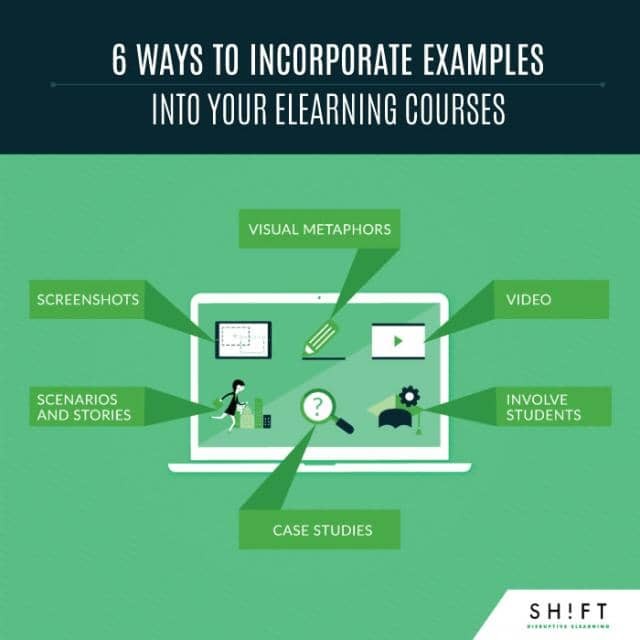 6 WAYS TO INCORPORATE EXAMPLES
INTO YOUR ELEARNING COURSES
VISUAL METAPHORS
SCREENSHOTS
VIDEO
SCENARIOS
AND STORIES
?
INVOLVE
STUDENTS
CASE STUDIES
SH!FT
DISRUPTIVE ELEARNING